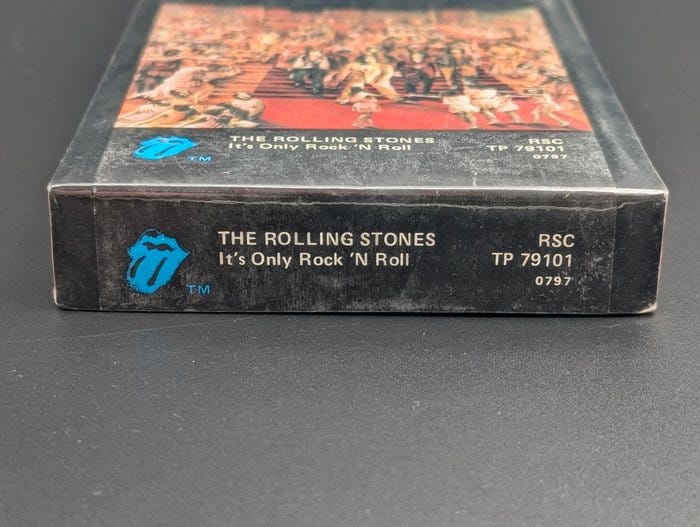 THE ROLLING STONES
It's Only Rock 'N Roll
RSC
TP 79101
0797
TM
THE ROLLING STONES
It's Only Rock 'N Roll
RSC
TP 79101
0797
TM